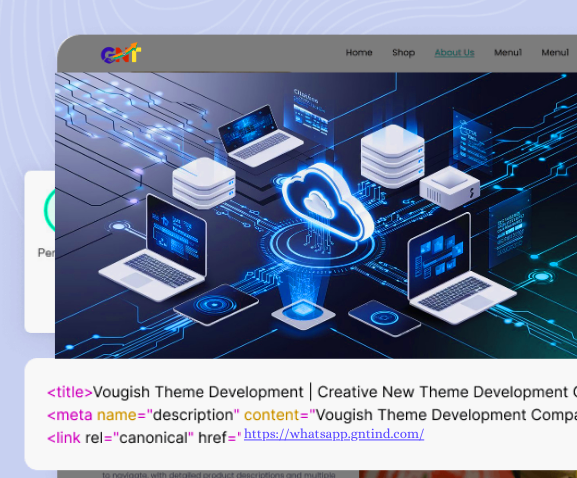 GNT
Home Shop About Us Menu1 Menu1
Per
<title>Vougish Theme Development | Creative New Theme Development C
<meta name="description" content="Vougish Theme Development Compa
<link rel="canonical" href=" https://whatsapp.gntind.com/
to navigate, with detailed product descriptions and multiple